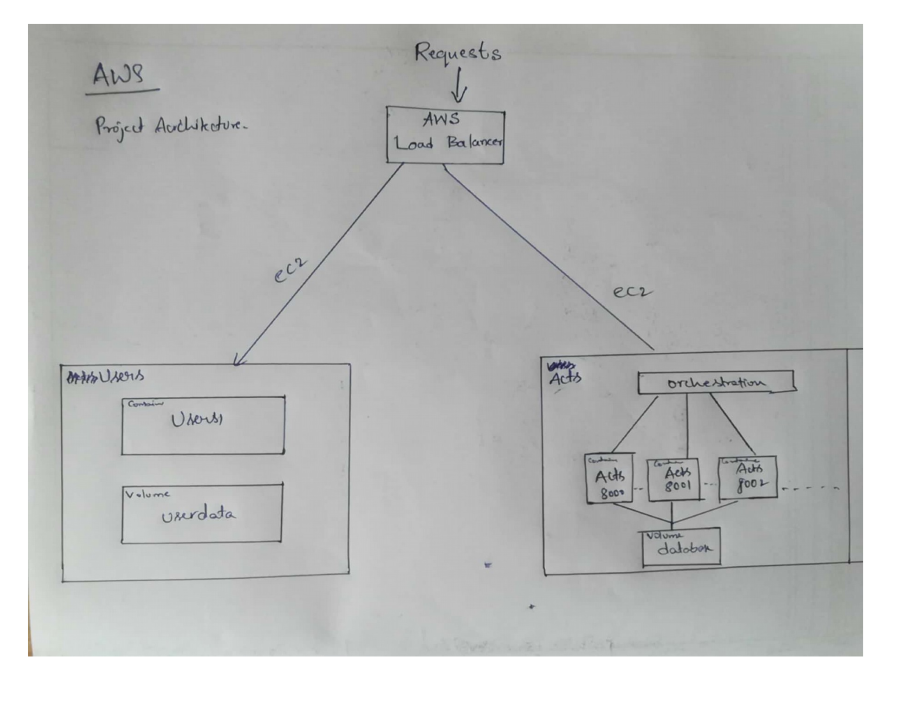 AWS
Project Architecture.
Requests
AWS
Load Balancer
ec2
ec2
Users
Container
Users
Volume
userdata
Acts
orchestration
Container
Acts
8000
Container
Acts
8001
Container
Acts
8002
Volume